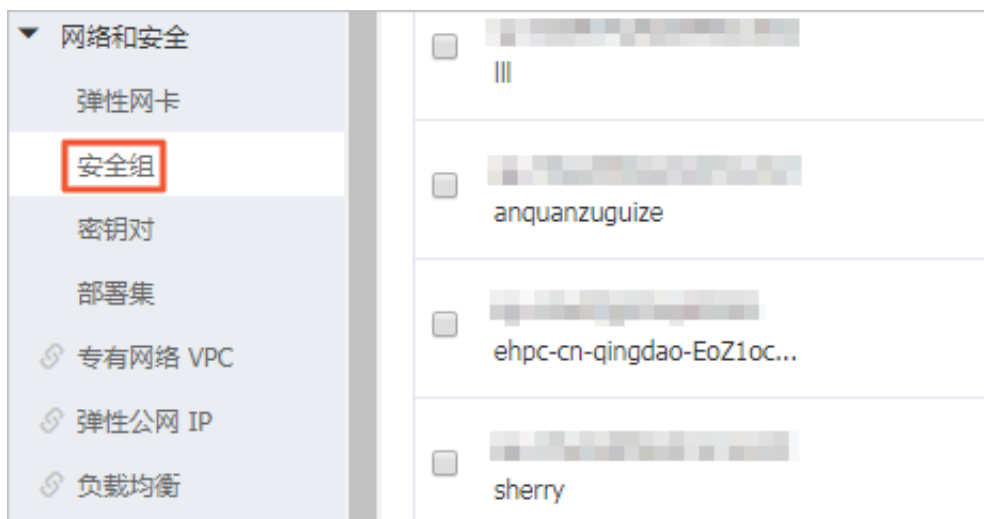 网络和安全
弹性网卡
安全组
密钥对
部署集
专有网络 VPC
弹性公网 IP
负载均衡
lll
anquanzuguize
ehpc-cn-qingdao-EoZ1oc...
sherry